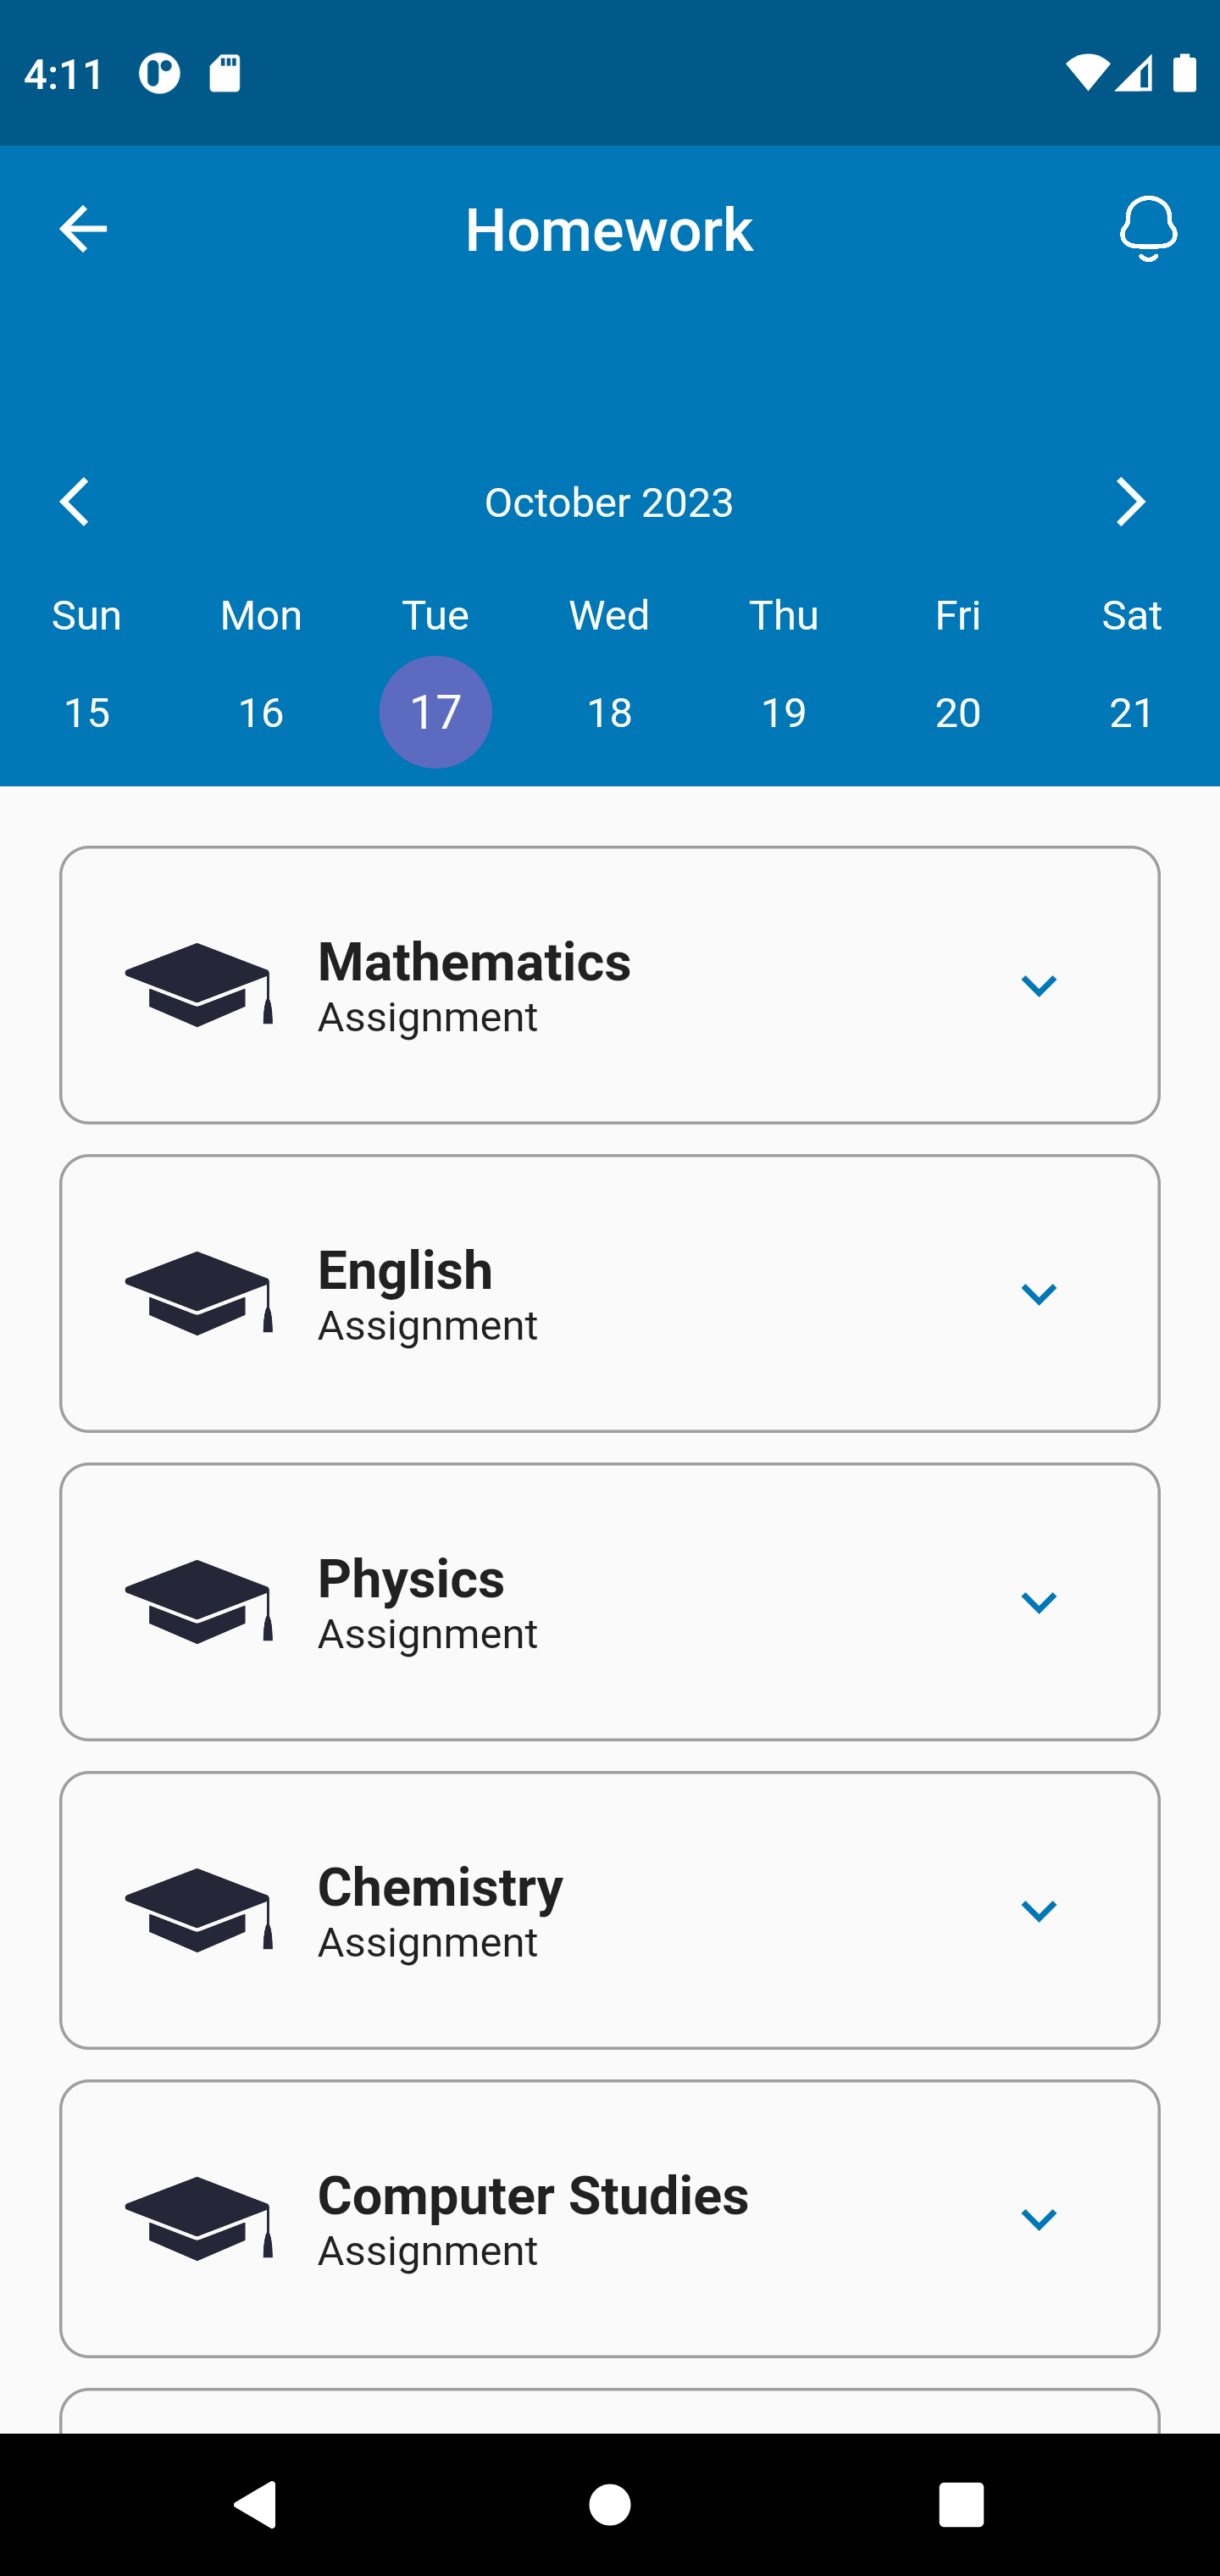 4:11
Homework
October 2023
Sun Mon Tue Wed Thu Fri Sat
15 16 17 18 19 20 21
Mathematics
Assignment
English
Assignment
Physics
Assignment
Chemistry
Assignment
Computer Studies
Assignment